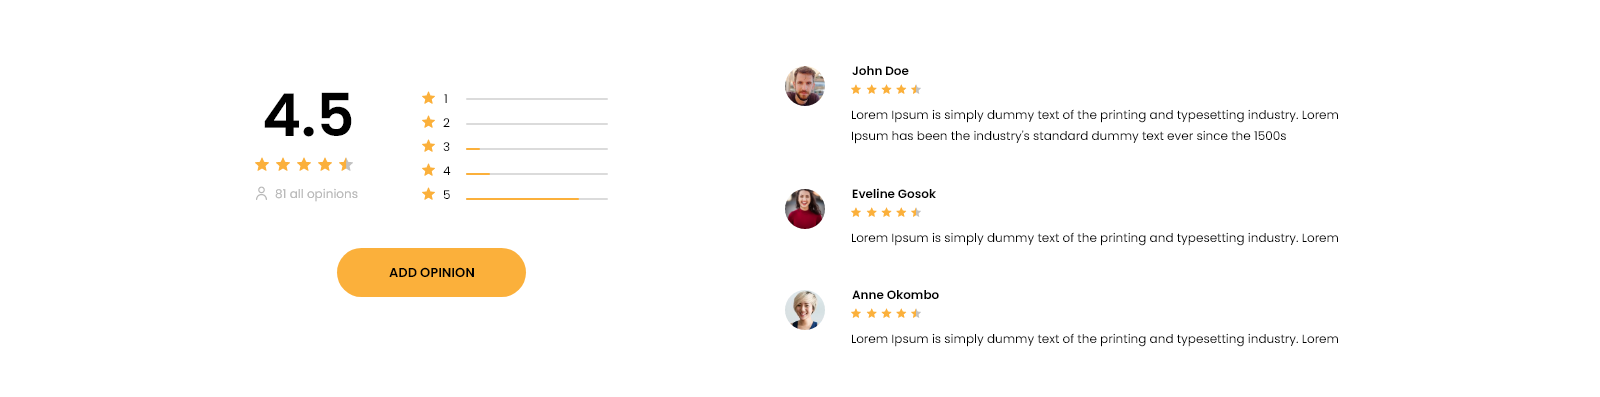 4.5
81 all opinions
1
2
3
4
5
ADD OPINION
John Doe
Lorem Ipsum is simply dummy text of the printing and typesetting industry. Lorem
Ipsum has been the industry's standard dummy text ever since the 1500s
Eveline Gosok
Lorem Ipsum is simply dummy text of the printing and typesetting industry. Lorem
Anne Okombo
Lorem Ipsum is simply dummy text of the printing and typesetting industry. Lorem